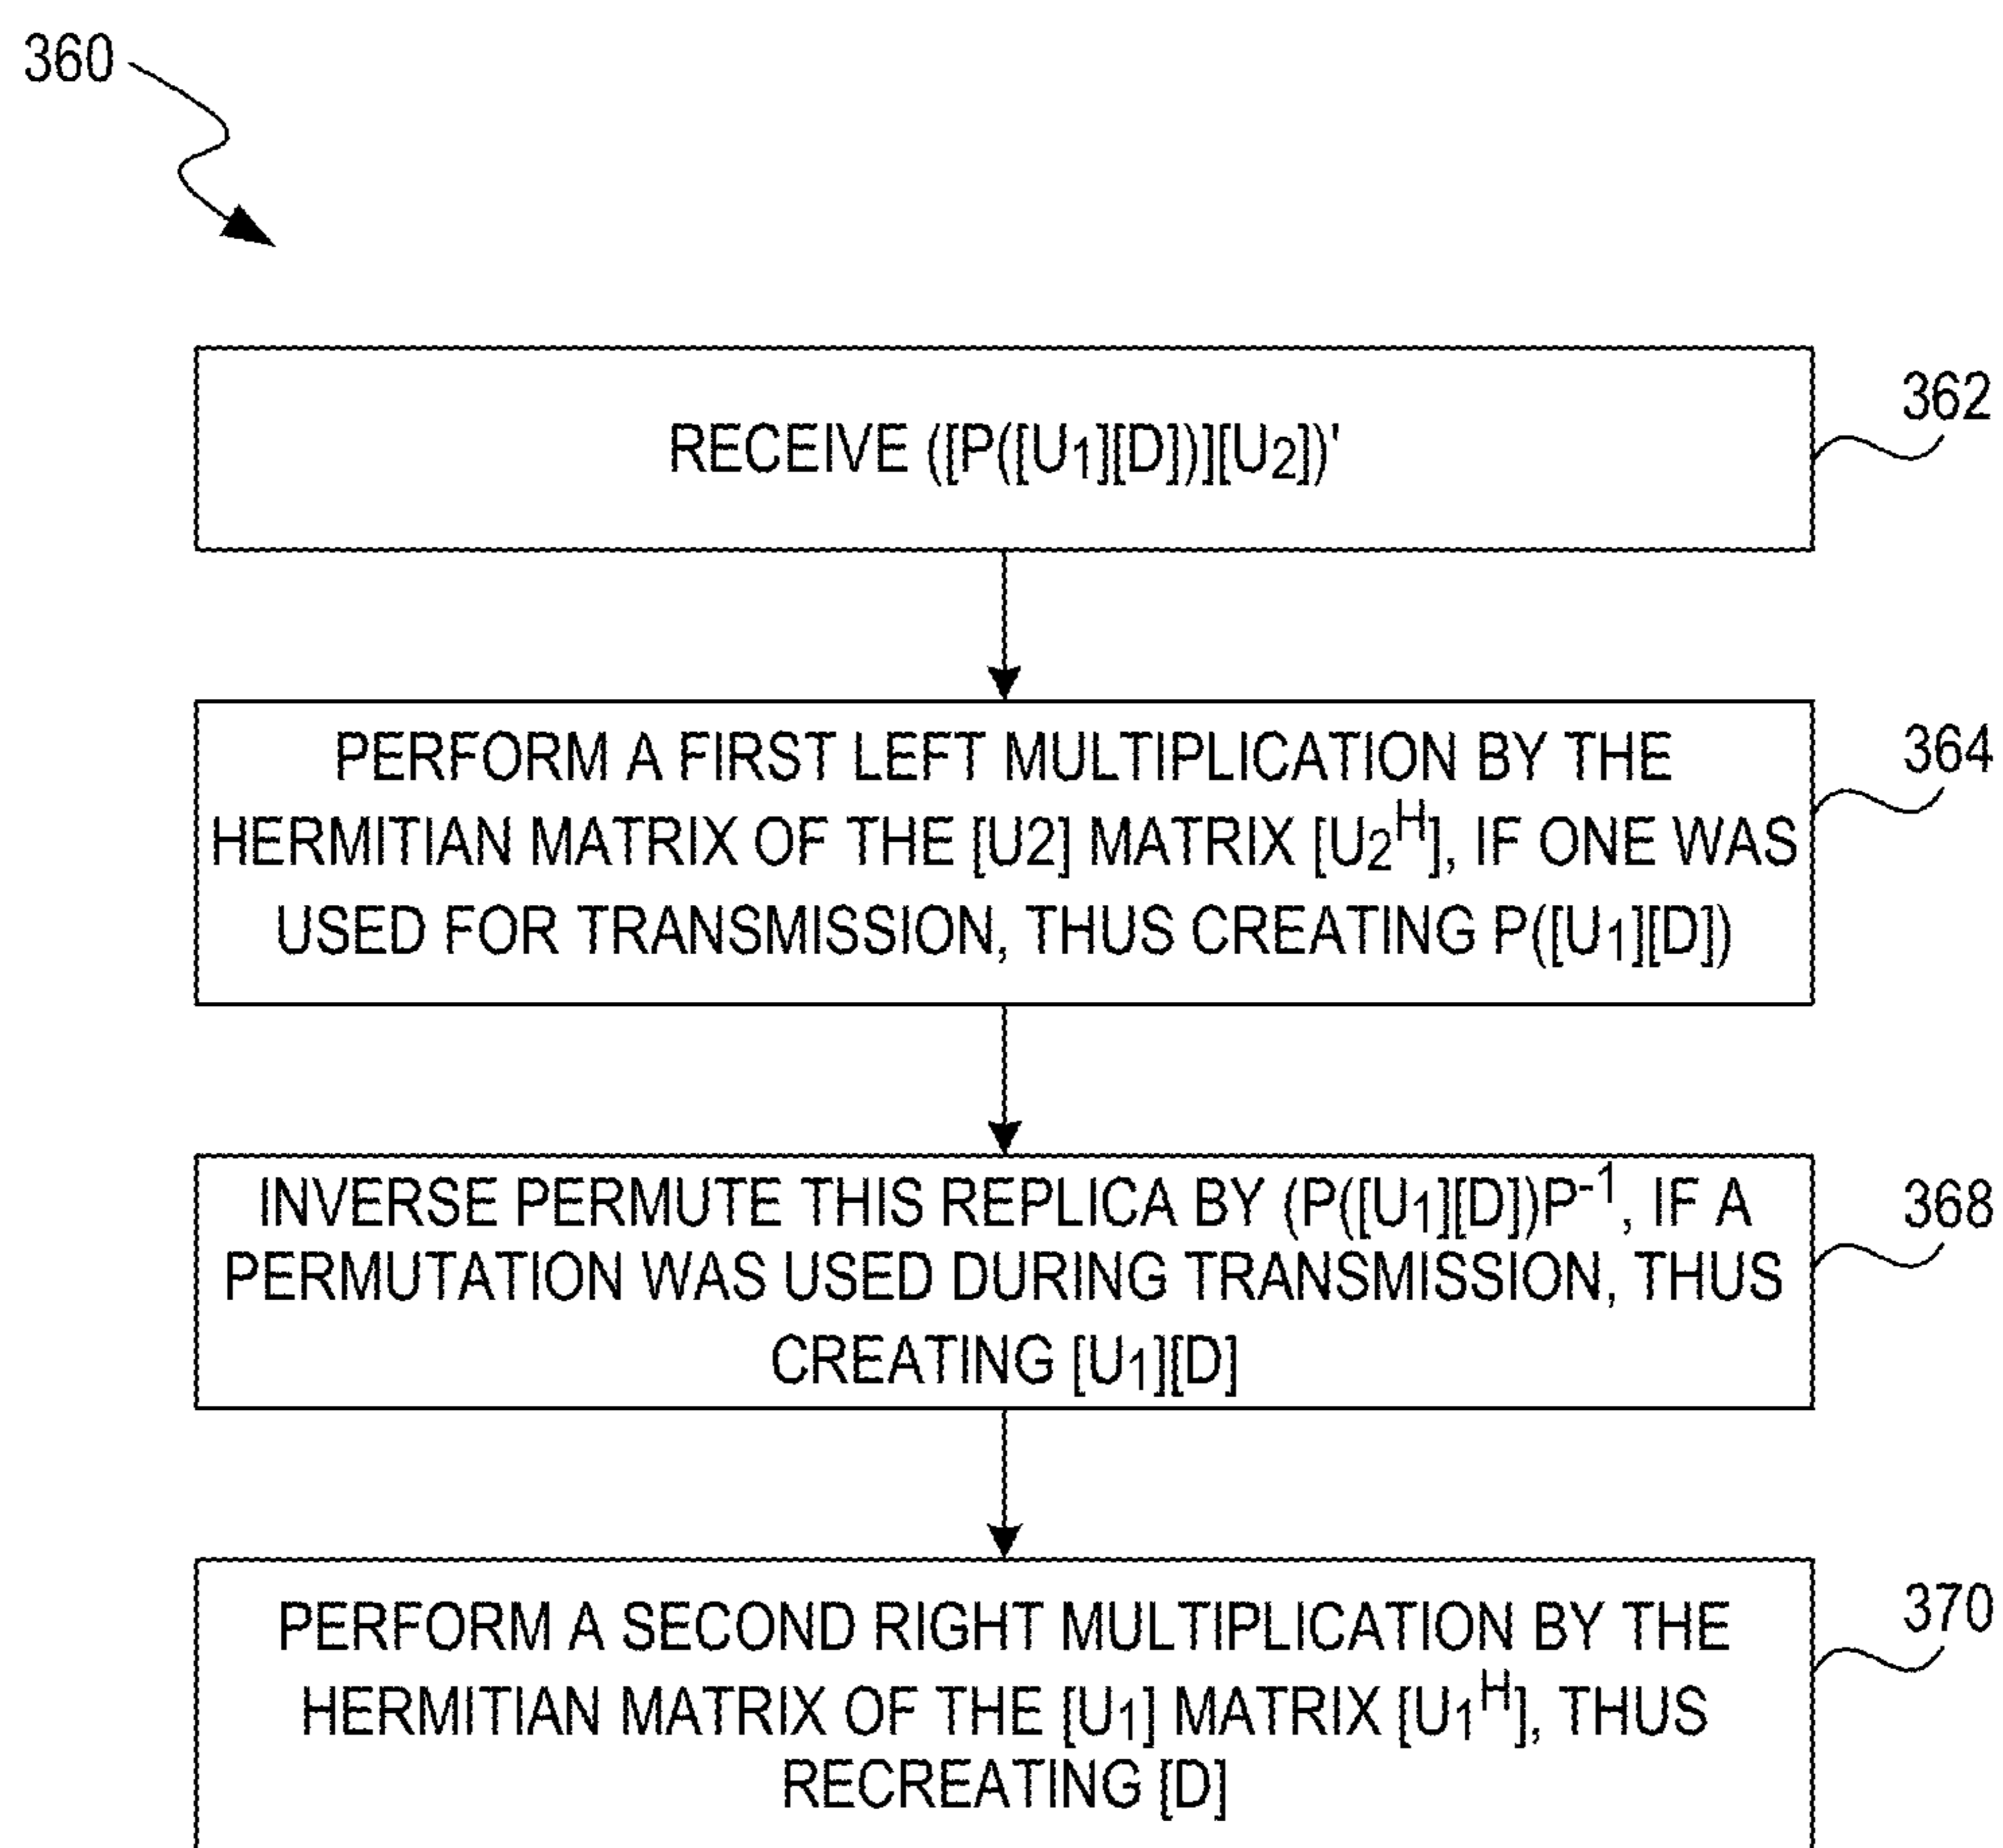 360
RECEIVE ([P([U1][D])][U2])'
362
PERFORM A FIRST LEFT MULTIPLICATION BY THE
HERMITIAN MATRIX OF THE [U2] MATRIX [U2^H], IF ONE WAS
USED FOR TRANSMISSION, THUS CREATING P([U1][D])
364
INVERSE PERMUTE THIS REPLICA BY (P([U1][D])P^-1, IF A
PERMUTATION WAS USED DURING TRANSMISSION, THUS
CREATING [U1][D]
368
PERFORM A SECOND RIGHT MULTIPLICATION BY THE
HERMITIAN MATRIX OF THE [U1] MATRIX [U1^H], THUS
RECREATING [D]
370